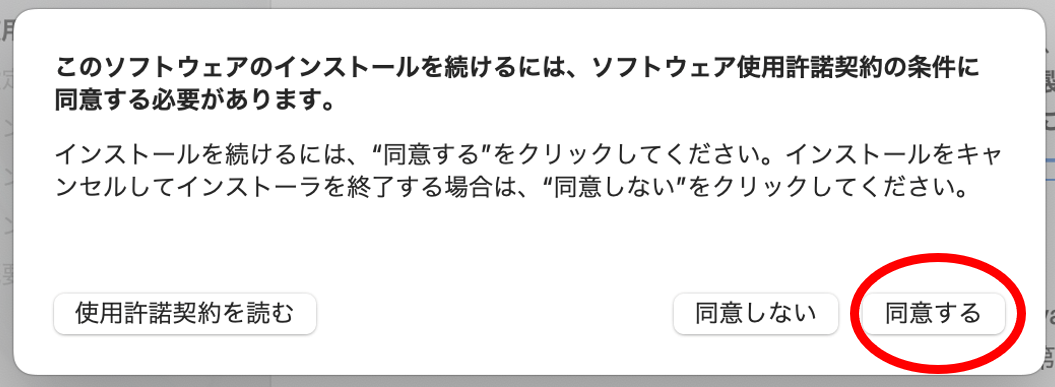 このソフトウェアのインストールを続けるには、ソフトウェア使用許諾契約の条件に
同意する必要があります。
インストールを続けるには、“同意する”をクリックしてください。インストールをキャ
ンセルしてインストーラを終了する場合は、“同意しない”をクリックしてください。
使用許諾契約を読む 同意しない 同意する